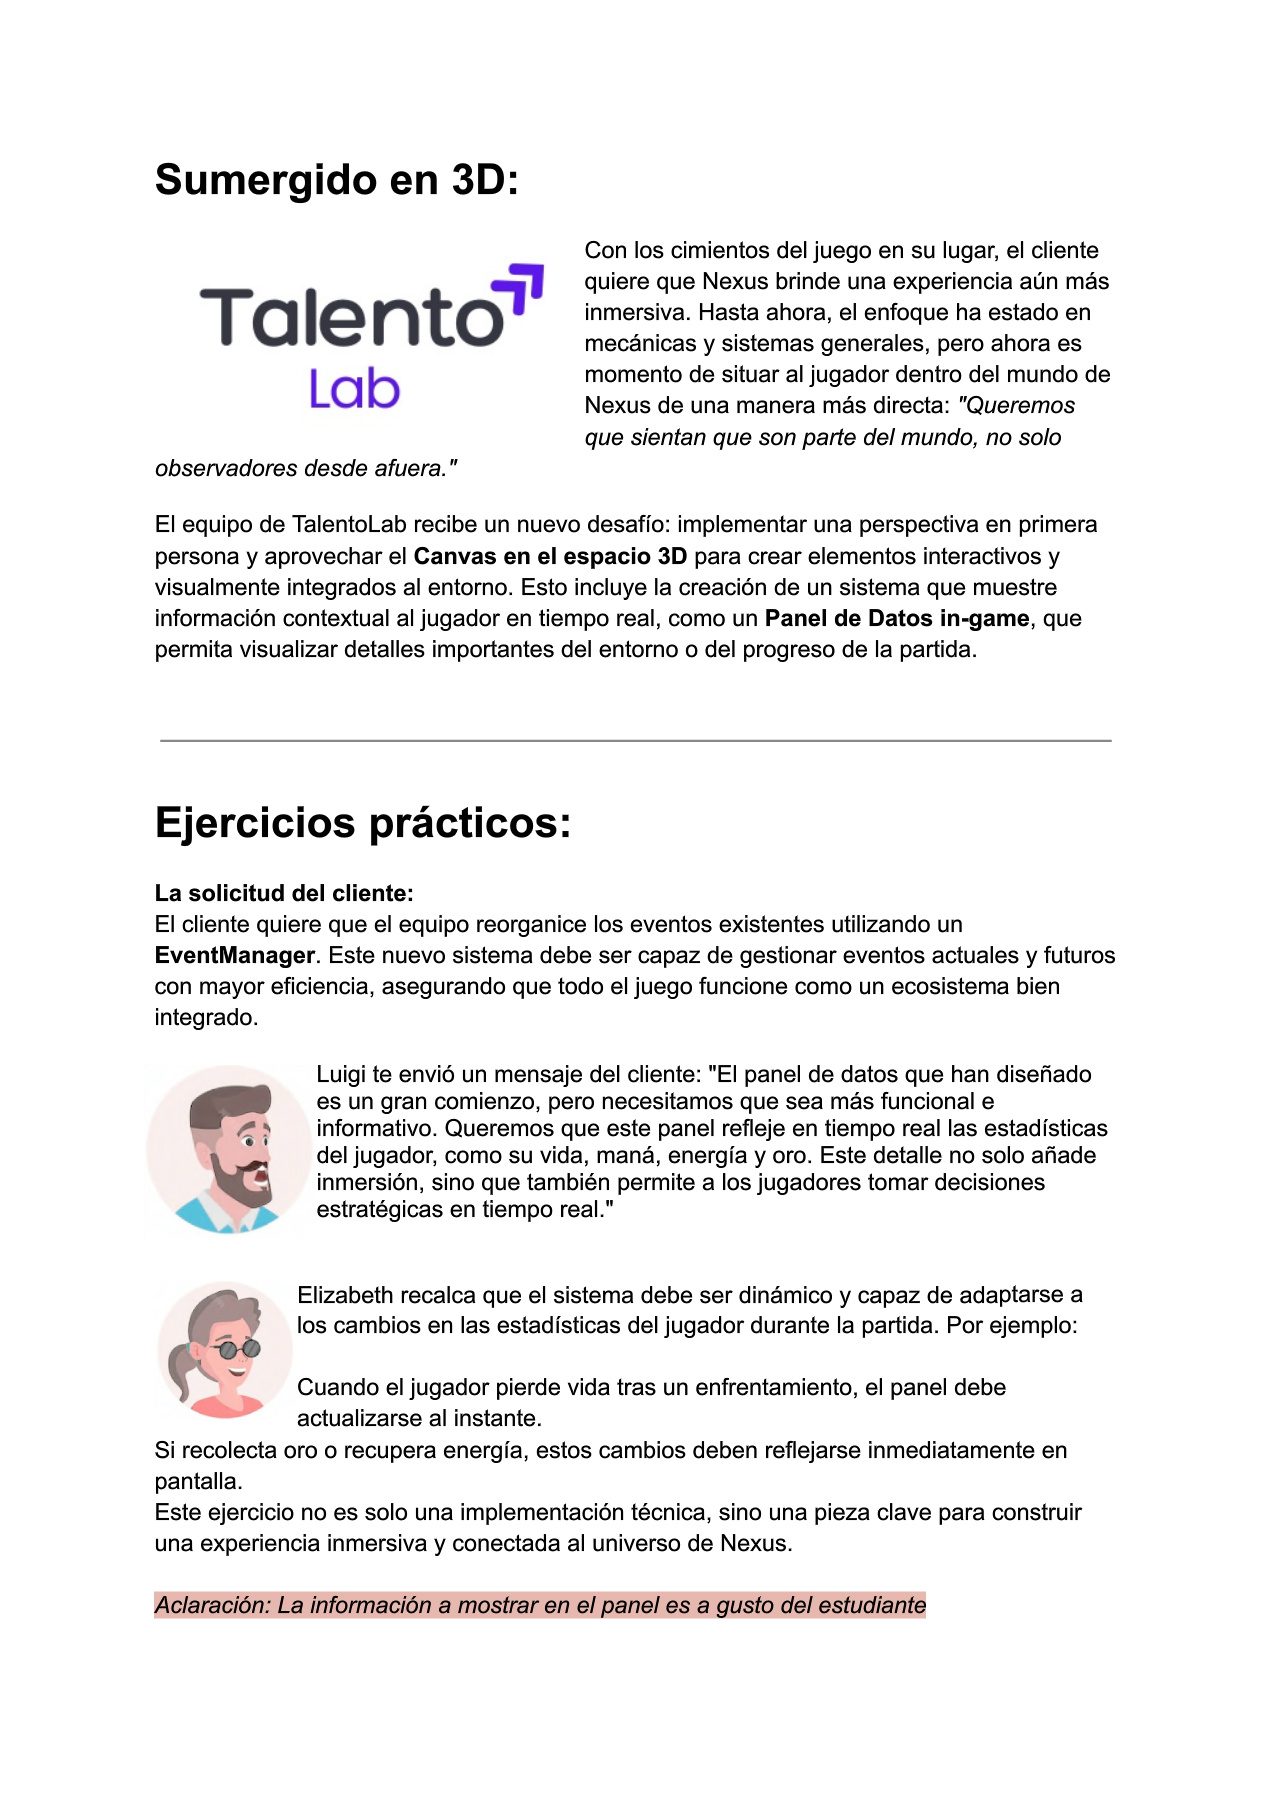 Sumergido en 3D:
Talento
Lab
Con los cimientos del juego en su lugar, el cliente
quiere que Nexus brinde una experiencia aún más
inmersiva. Hasta ahora, el enfoque ha estado en
mecánicas y sistemas generales, pero ahora es
momento de situar al jugador dentro del mundo de
Nexus de una manera más directa: "Queremos
que sientan que son parte del mundo, no solo
observadores desde afuera."
El equipo de TalentoLab recibe un nuevo desafío: implementar una perspectiva en primera
persona y aprovechar el Canvas en el espacio 3D para crear elementos interactivos y
visualmente integrados al entorno. Esto incluye la creación de un sistema que muestre
información contextual al jugador en tiempo real, como un Panel de Datos in-game, que
permita visualizar detalles importantes del entorno o del progreso de la partida.
Ejercicios prácticos:
La solicitud del cliente:
El cliente quiere que el equipo reorganice los eventos existentes utilizando un
EventManager. Este nuevo sistema debe ser capaz de gestionar eventos actuales y futuros
con mayor eficiencia, asegurando que todo el juego funcione como un ecosistema bien
integrado.
Luigi te envió un mensaje del cliente: "El panel de datos que han diseñado
es un gran comienzo, pero necesitamos que sea más funcional e
informativo. Queremos que este panel refleje en tiempo real las estadísticas
del jugador, como su vida, maná, energía y oro. Este detalle no solo añade
inmersión, sino que también permite a los jugadores tomar decisiones
estratégicas en tiempo real."
Elizabeth recalca que el sistema debe ser dinámico y capaz de adaptarse a
los cambios en las estadísticas del jugador durante la partida. Por ejemplo:
Cuando el jugador pierde vida tras un enfrentamiento, el panel debe
actualizarse al instante.
Si recolecta oro o recupera energía, estos cambios deben reflejarse inmediatamente en
pantalla.
Este ejercicio no es solo una implementación técnica, sino una pieza clave para construir
una experiencia inmersiva y conectada al universo de Nexus.
Aclaración: La información a mostrar en el panel es a gusto del estudiante